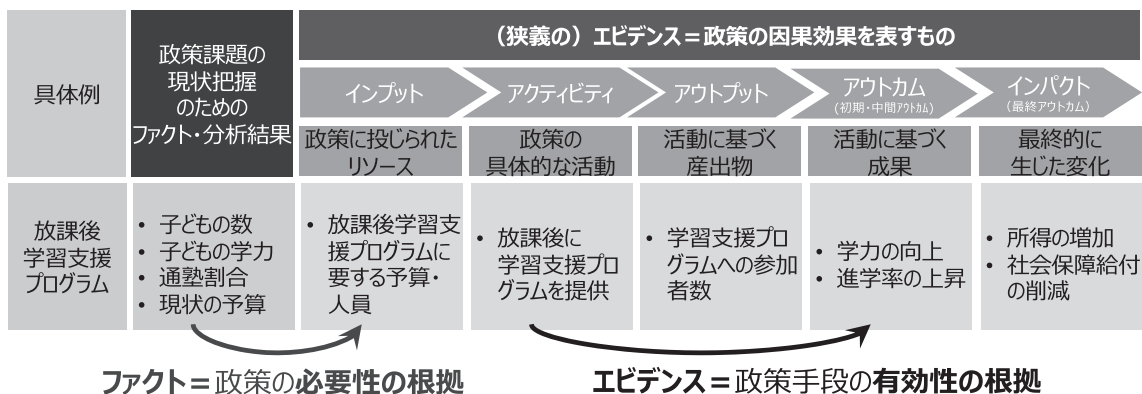 具体例
政策課題の
現状把握
のための
ファクト・分析結果
（狭義の）エビデンス＝政策の因果効果を表すもの
インプット
アクティビティ
アウトプット
アウトカム
（初期・中間アウトカム）
インパクト
（最終アウトカム）
政策に投じられた
リソース
政策の
具体的な活動
活動に基づく
産出物
活動に基づく
成果
最終的に
生じた変化
放課後
学習支援
プログラム
• 子どもの数
• 子どもの学力
• 通塾割合
• 現状の予算
• 放課後学習支
援プログラムに
要する予算・
人員
• 放課後に
学習支援プロ
グラムを提供
• 学習支援プロ
グラムへの参加
者数
• 学力の向上
• 進学率の上昇
• 所得の増加
• 社会保障給付
の削減
ファクト＝政策の必要性の根拠
エビデンス＝政策手段の有効性の根拠